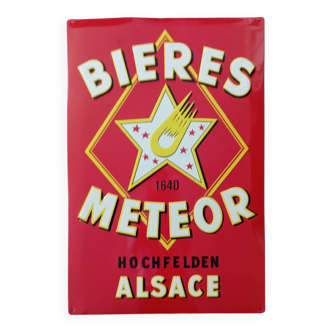 BIERES
1640
METEOR
HOCHFELDEN
ALSACE